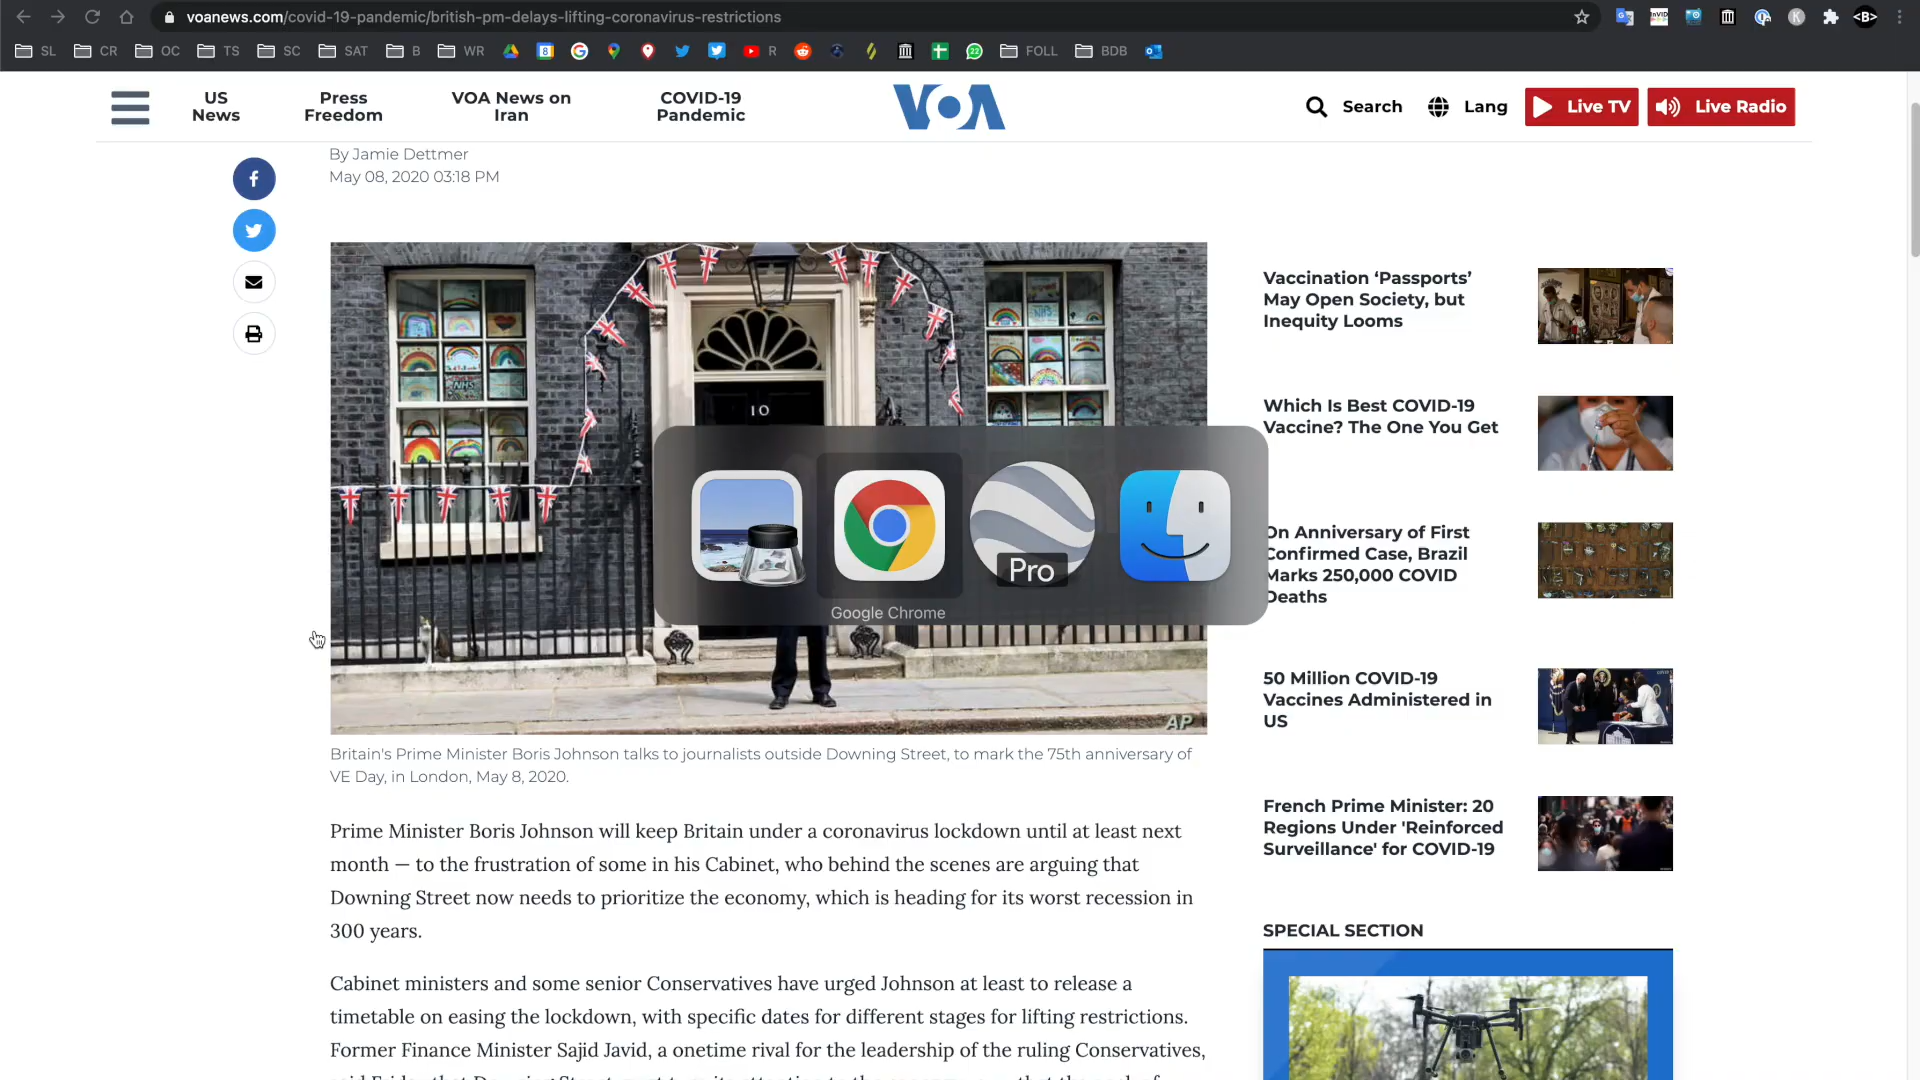 voanews.com/covid-19-pandemic/british-pm-delays-lifting-coronavirus-restrictions
SL CR OC TS SC SAT B WR R FOLL BDB
US News
Press Freedom
VOA News on Iran
COVID-19 Pandemic
VOA
Search
Lang
Live TV
Live Radio
By Jamie Dettmer
May 08, 2020 03:18 PM
10
NHS
AP
Pro
Google Chrome
Britain's Prime Minister Boris Johnson talks to journalists outside Downing Street, to mark the 75th anniversary of
VE Day, in London, May 8, 2020.
Prime Minister Boris Johnson will keep Britain under a coronavirus lockdown until at least next
month — to the frustration of some in his Cabinet, who behind the scenes are arguing that
Downing Street now needs to prioritize the economy, which is heading for its worst recession in
300 years.
Cabinet ministers and some senior Conservatives have urged Johnson at least to release a
timetable on easing the lockdown, with specific dates for different stages for lifting restrictions.
Former Finance Minister Sajid Javid, a onetime rival for the leadership of the ruling Conservatives,
Vaccination ‘Passports’
May Open Society, but
Inequity Looms
Which Is Best COVID-19
Vaccine? The One You Get
On Anniversary of First
Confirmed Case, Brazil
Marks 250,000 COVID
Deaths
50 Million COVID-19
Vaccines Administered in
US
French Prime Minister: 20
Regions Under 'Reinforced
Surveillance' for COVID-19
SPECIAL SECTION